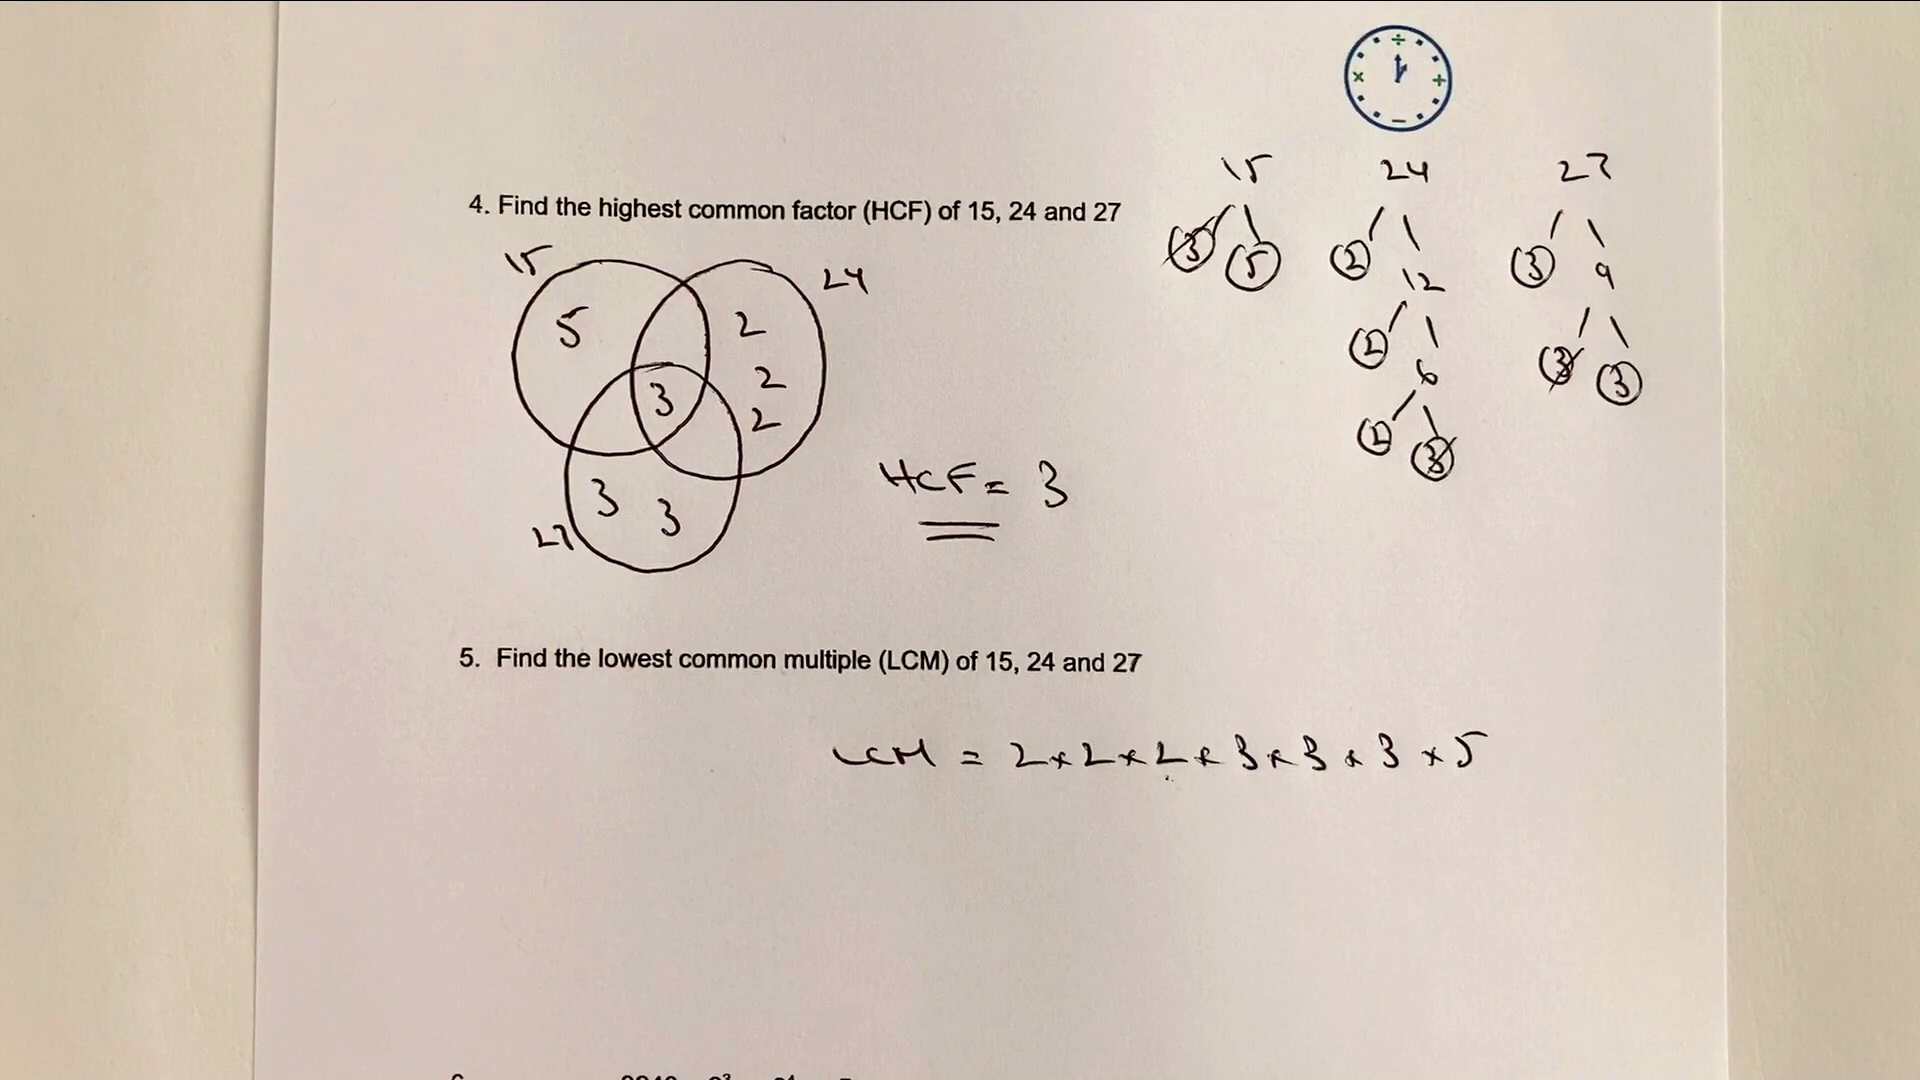 15 24 27
4. Find the highest common factor (HCF) of 15, 24 and 27
3 5 2 12 3 9
15 24
5 2
2 6 3 3
2
3
2
2 3
HCF = 3
3 3
27
5. Find the lowest common multiple (LCM) of 15, 24 and 27
LCM = 2 × 2 × 2 × 3 × 3 × 3 × 5